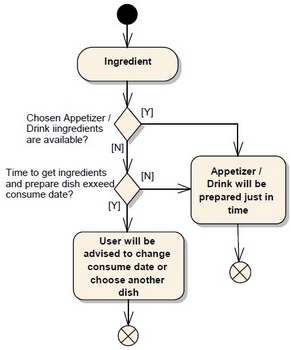 Ingredient
Chosen Appetizer /
Drink iingredients
are available?
[Y]
[N]
Time to get ingredients
and prepare dish exxeed
consume date?
[N]
[Y]
Appetizer /
Drink will be
prepared just in
time
User will be
advised to change
consume date or
choose another
dish